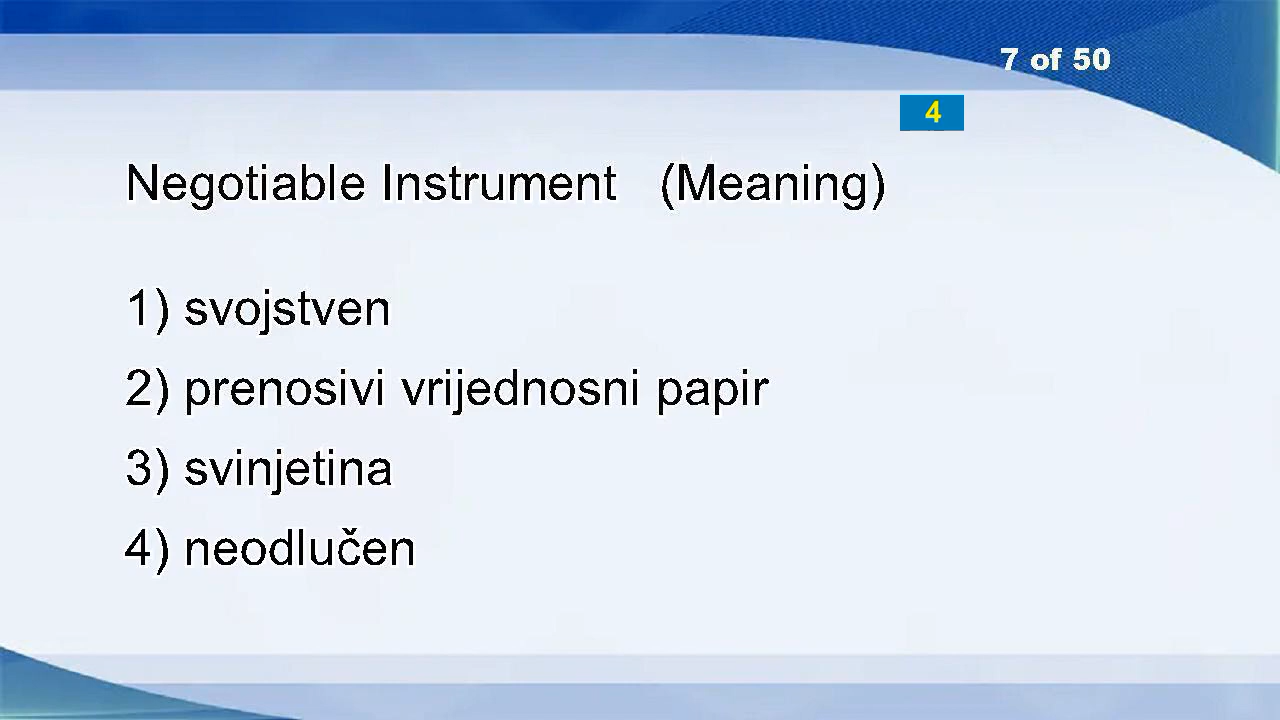 7 of 50
4
Negotiable Instrument (Meaning)
1) svojstven
2) prenosivi vrijednosni papir
3) svinjetina
4) neodlučen